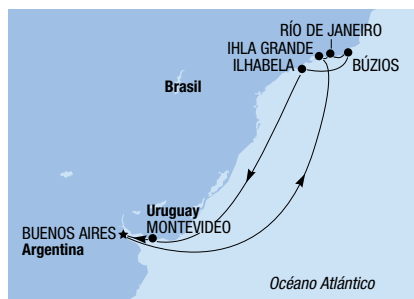 RÍO DE JANEIRO
IHLA GRANDE
ILHABELA
BÚZIOS
Brasil
Uruguay
MONTEVIDEO
BUENOS AIRES
Argentina
Océano Atlántico